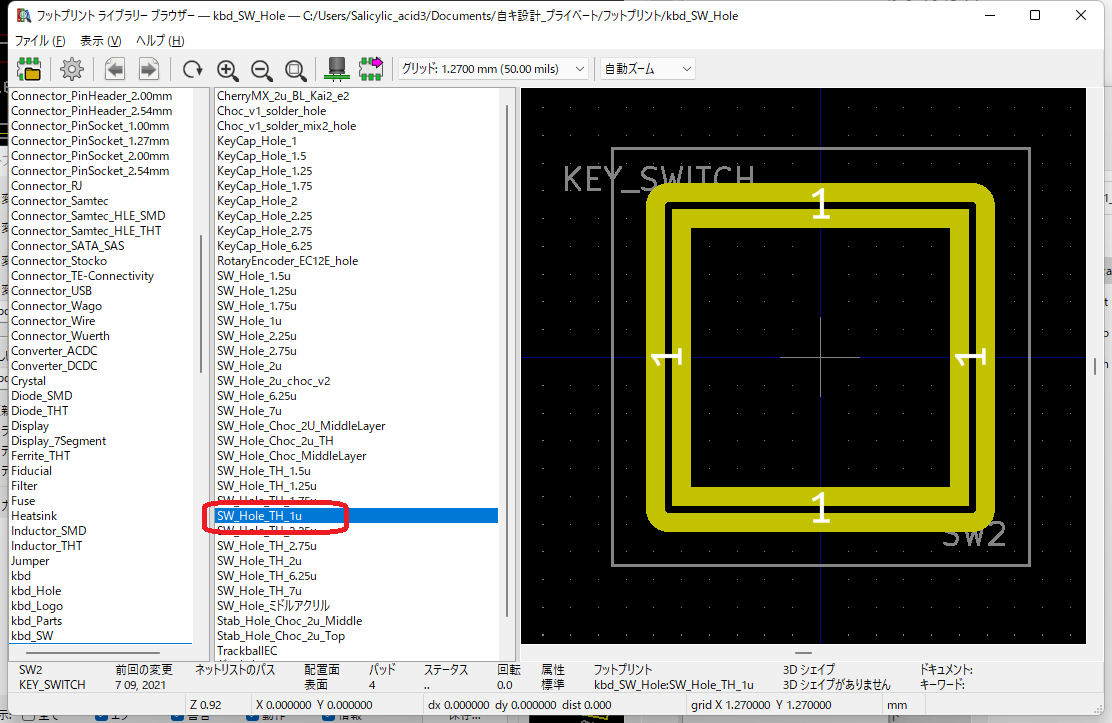 フットプリント ライブラリー ブラウザー — kbd_SW_Hole — C:/Users/Salicylic_acid3/Documents/自キ設計_プライベート/フットプリント/kbd_SW_Hole
ファイル(F) 表示(V) ヘルプ(H)
グリッド: 1.2700 mm (50.00 mils) 自動ズーム
Connector_PinHeader_2.00mm
Connector_PinHeader_2.54mm
Connector_PinSocket_1.00mm
Connector_PinSocket_1.27mm
Connector_PinSocket_2.00mm
Connector_PinSocket_2.54mm
Connector_RJ
Connector_Samtec
Connector_Samtec_HLE_SMD
Connector_Samtec_HLE_THT
Connector_SATA_SAS
Connector_Stocko
Connector_TE-Connectivity
Connector_USB
Connector_Wago
Connector_Wire
Connector_Wuerth
Converter_ACDC
Converter_DCDC
Crystal
Diode_SMD
Diode_THT
Display
Display_7Segment
Ferrite_THT
Fiducial
Filter
Fuse
Heatsink
Inductor_SMD
Inductor_THT
Jumper
kbd
kbd_Hole
kbd_Logo
kbd_Parts
kbd_SW
CherryMX_2u_BL_Kai2_e2
Choc_v1_solder_hole
Choc_v1_solder_mix2_hole
KeyCap_Hole_1
KeyCap_Hole_1.5
KeyCap_Hole_1.25
KeyCap_Hole_1.75
KeyCap_Hole_2
KeyCap_Hole_2.25
KeyCap_Hole_2.75
KeyCap_Hole_6.25
RotaryEncoder_EC12E_hole
SW_Hole_1.5u
SW_Hole_1.25u
SW_Hole_1.75u
SW_Hole_1u
SW_Hole_2.25u
SW_Hole_2.75u
SW_Hole_2u
SW_Hole_2u_choc_v2
SW_Hole_6.25u
SW_Hole_7u
SW_Hole_Choc_2U_MiddleLayer
SW_Hole_Choc_2u_TH
SW_Hole_Choc_MiddleLayer
SW_Hole_TH_1.5u
SW_Hole_TH_1.25u
SW_Hole_TH_1.75u
SW_Hole_TH_1u
SW_Hole_TH_2.25u
SW_Hole_TH_2.75u
SW_Hole_TH_2u
SW_Hole_TH_6.25u
SW_Hole_TH_7u
SW_Hole_ミドルアクリル
Stab_Hole_Choc_2u_Middle
Stab_Hole_Choc_2u_Top
TrackballEC
KEY_SWITCH
1
1
1
1
SW2
SW2 前回の変更 ネットリストのパス 配置面 パッド ステータス 回転 属性 フットプリント 3D シェイプ ドキュメント:
KEY_SWITCH 7 09, 2021 表面 4 .. 0.0 標準 kbd_SW_Hole:SW_Hole_TH_1u 3D シェイプがありません キーワード:
Z 0.92 X 0.000000 Y 0.000000 dx 0.000000 dy 0.000000 dist 0.000 grid X 1.270000 Y 1.270000 mm